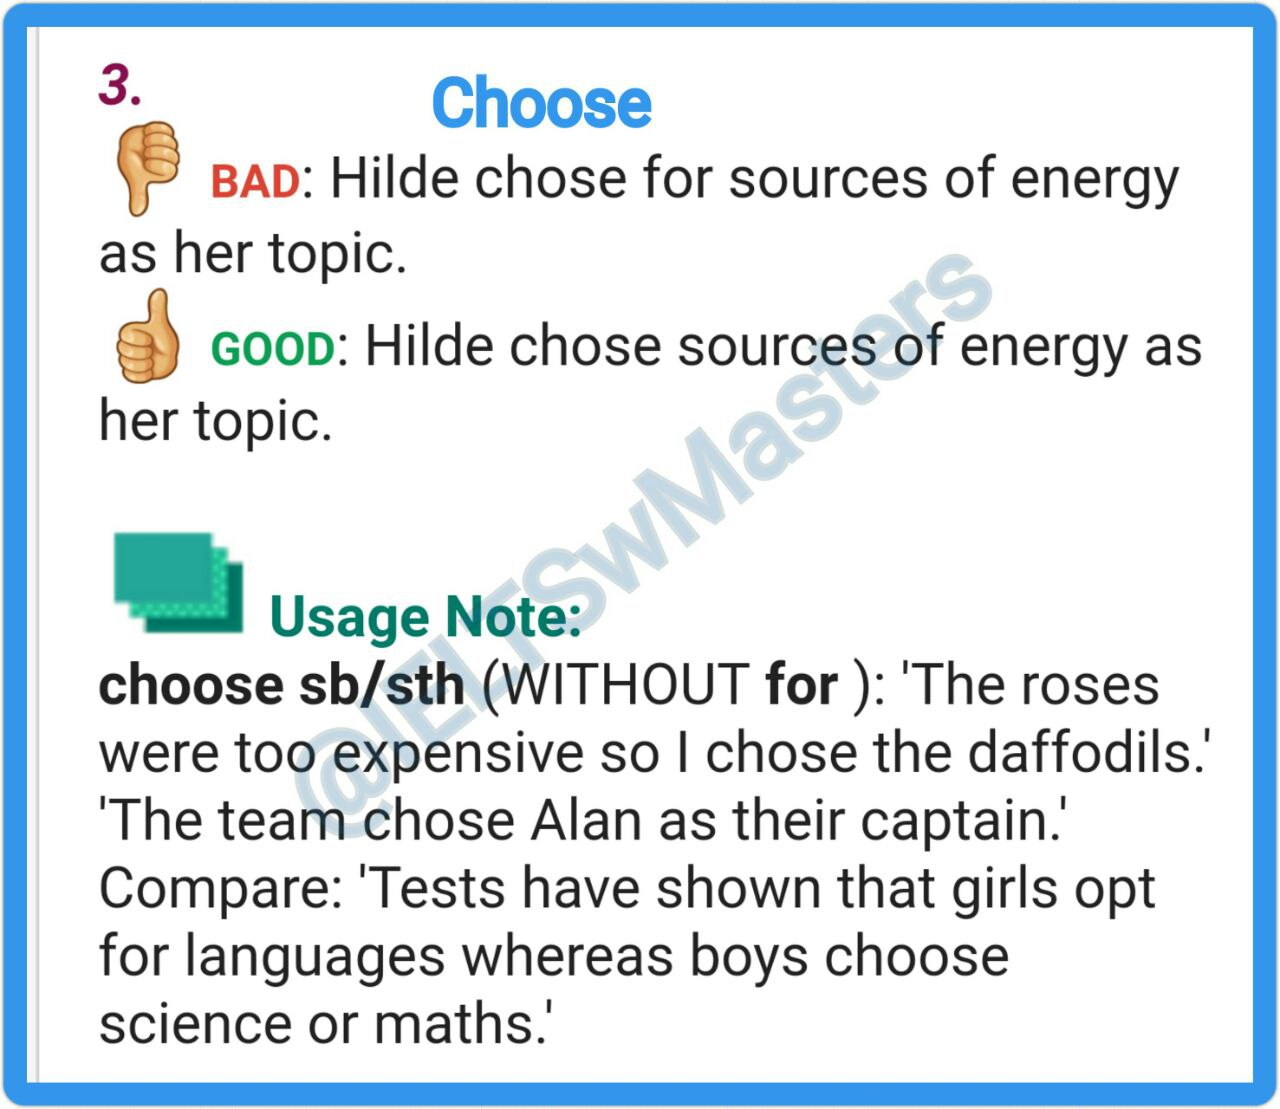 3.
Choose
BAD: Hilde chose for sources of energy
as her topic.
GOOD: Hilde chose sources of energy as
her topic.
Usage Note:
choose sb/sth (WITHOUT for ): 'The roses
were too expensive so I chose the daffodils.'
'The team chose Alan as their captain.'
Compare: 'Tests have shown that girls opt
for languages whereas boys choose
science or maths.'
@IELTSwMasters